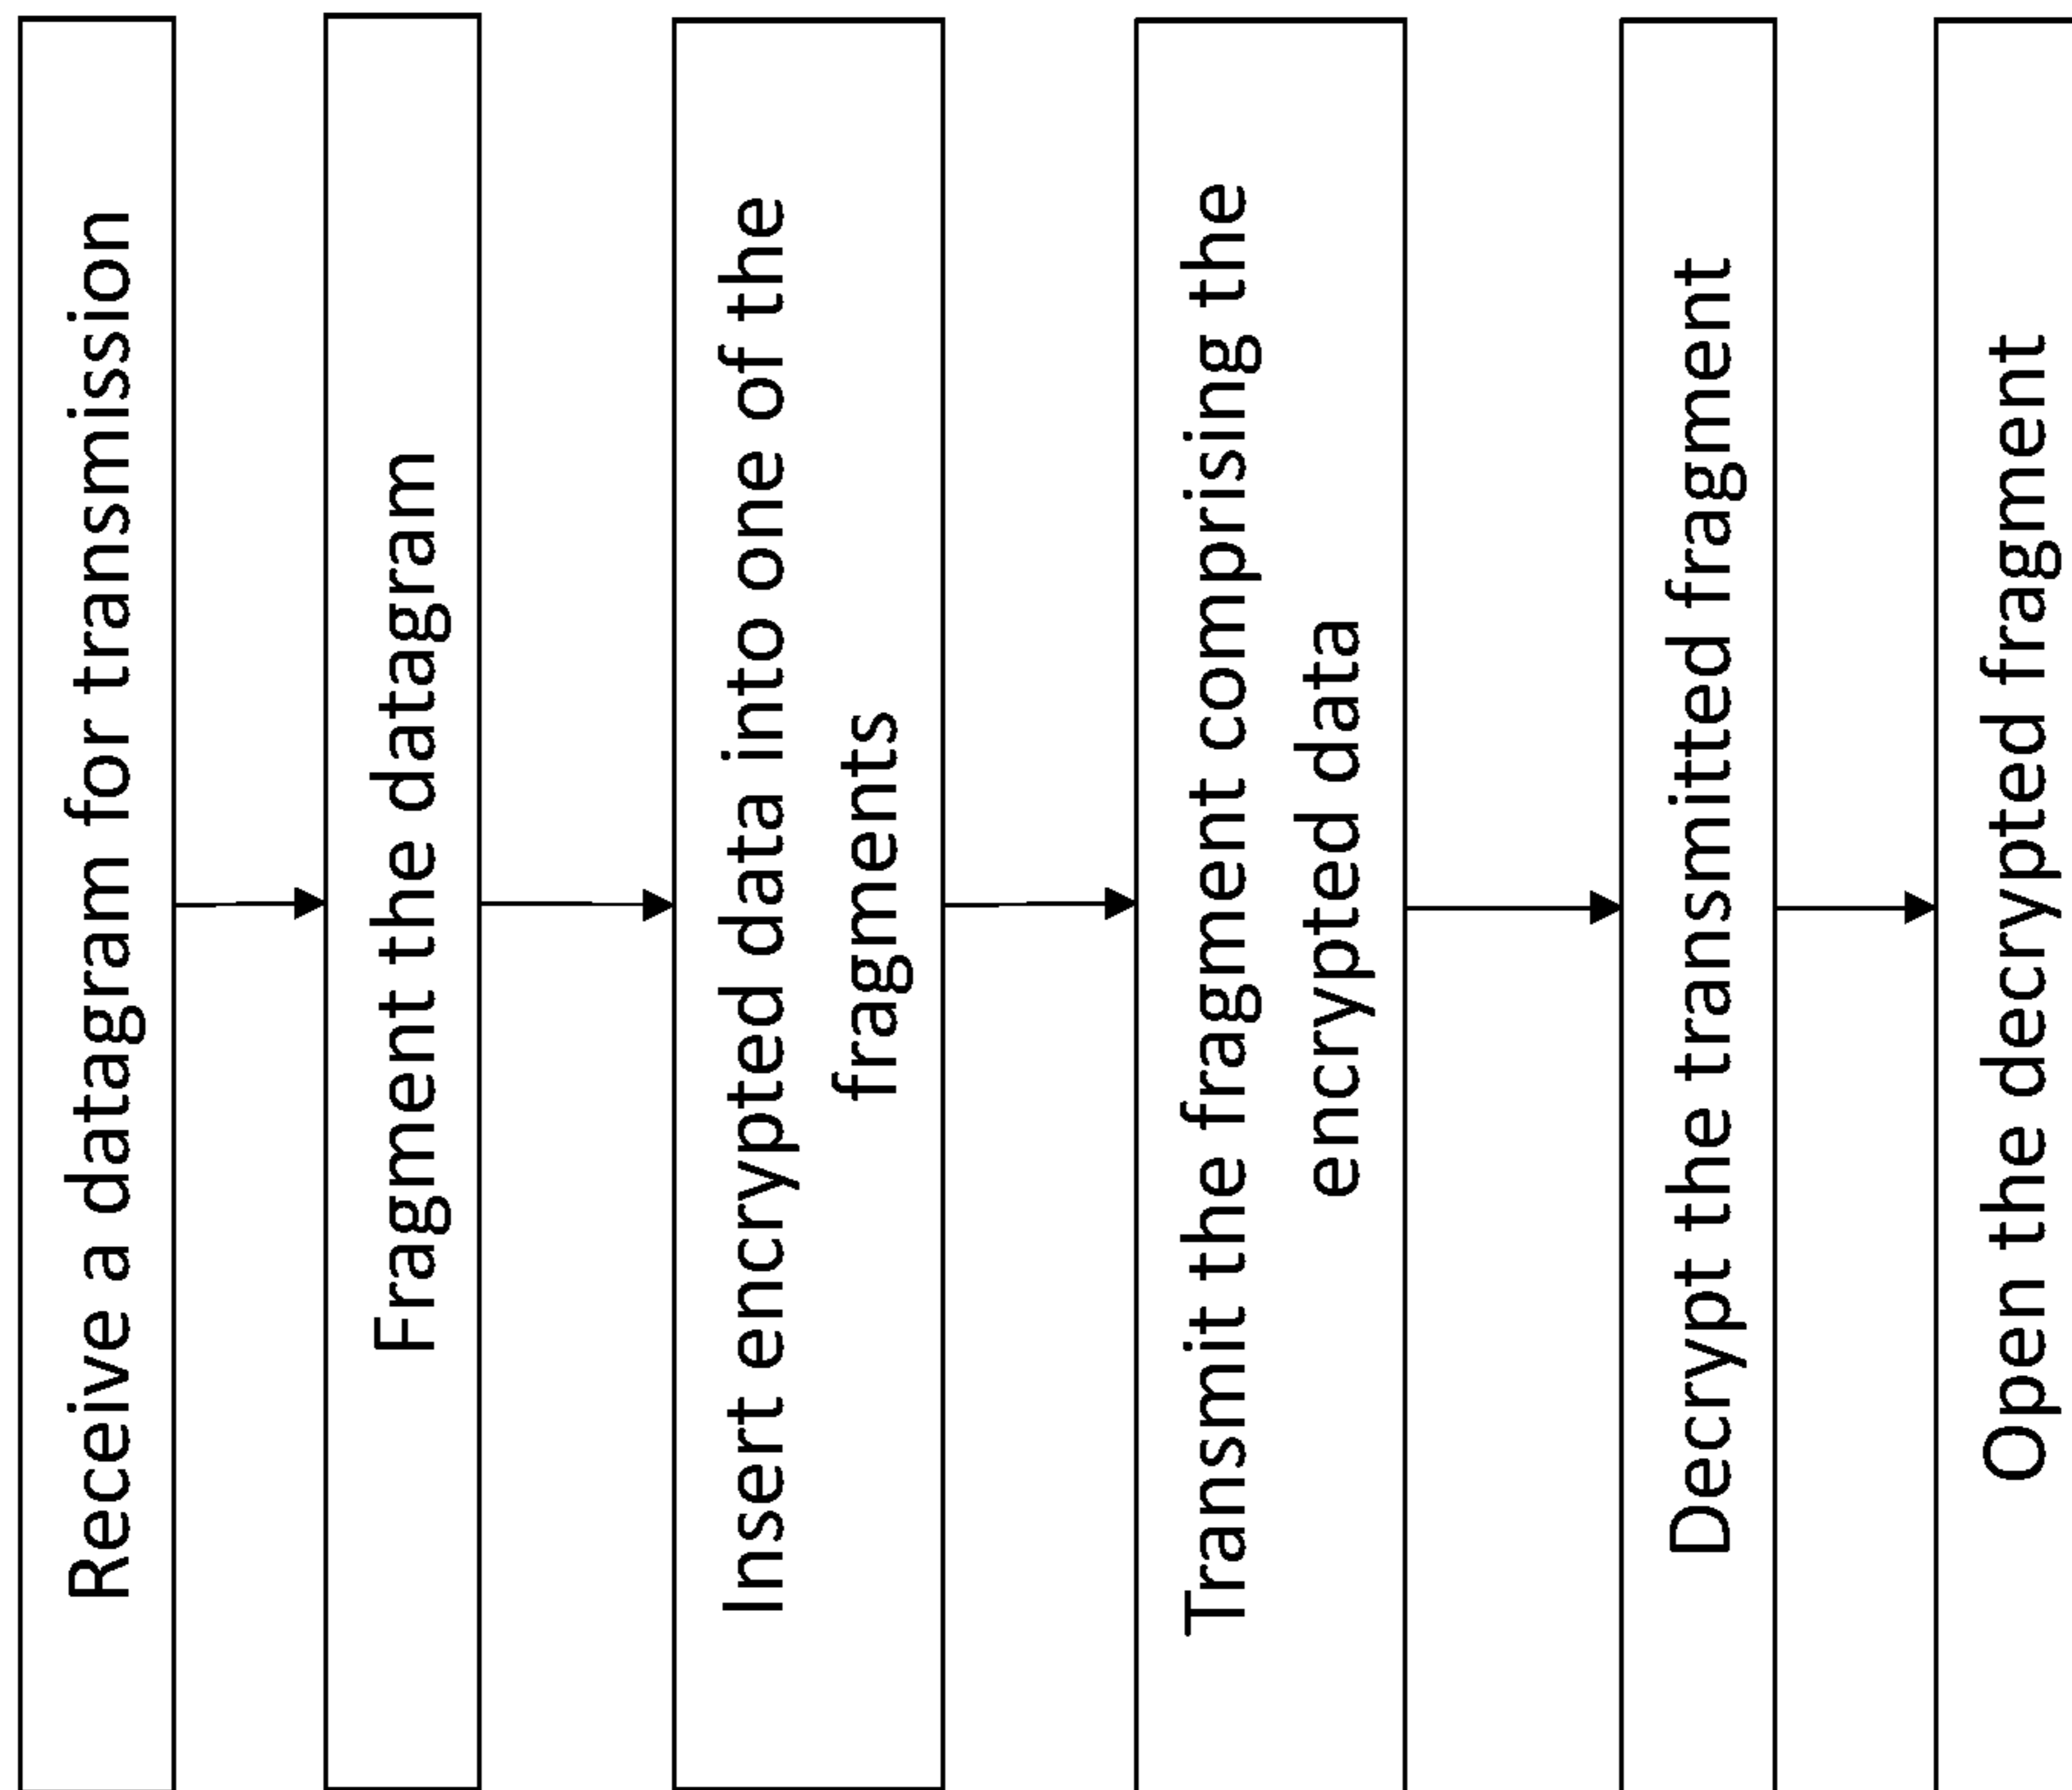 Receive a datagram for transmission
Fragment the datagram
Insert encrypted data into one of the
fragments
Transmit the fragment comprising the
encrypted data
Decrypt the transmitted fragment
Open the decrypted fragment